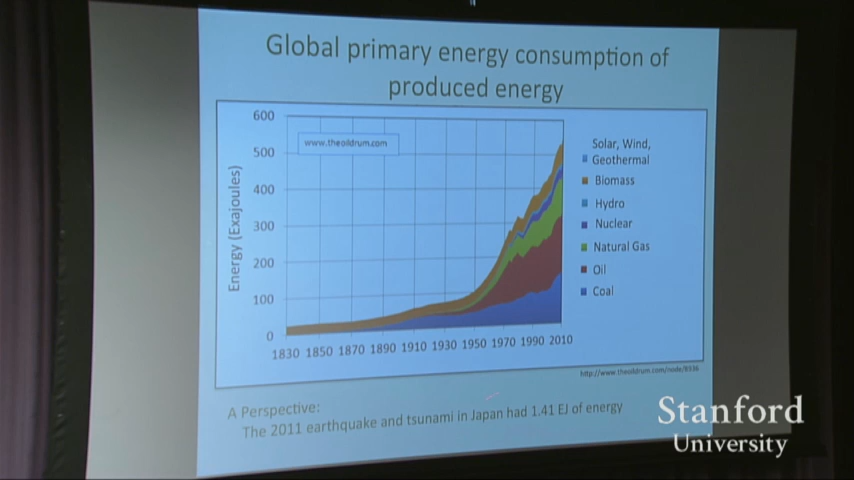 Global primary energy consumption of
produced energy
600
www.theoildrum.com
500
400
300
200
100
0
Energy (Exajoules)
1830 1850 1870 1890 1910 1930 1950 1970 1990 2010
Solar, Wind,
Geothermal
Biomass
Hydro
Nuclear
Natural Gas
Oil
Coal
A Perspective:
The 2011 earthquake and tsunami in Japan had 1.41 EJ of energy
Stanford
University